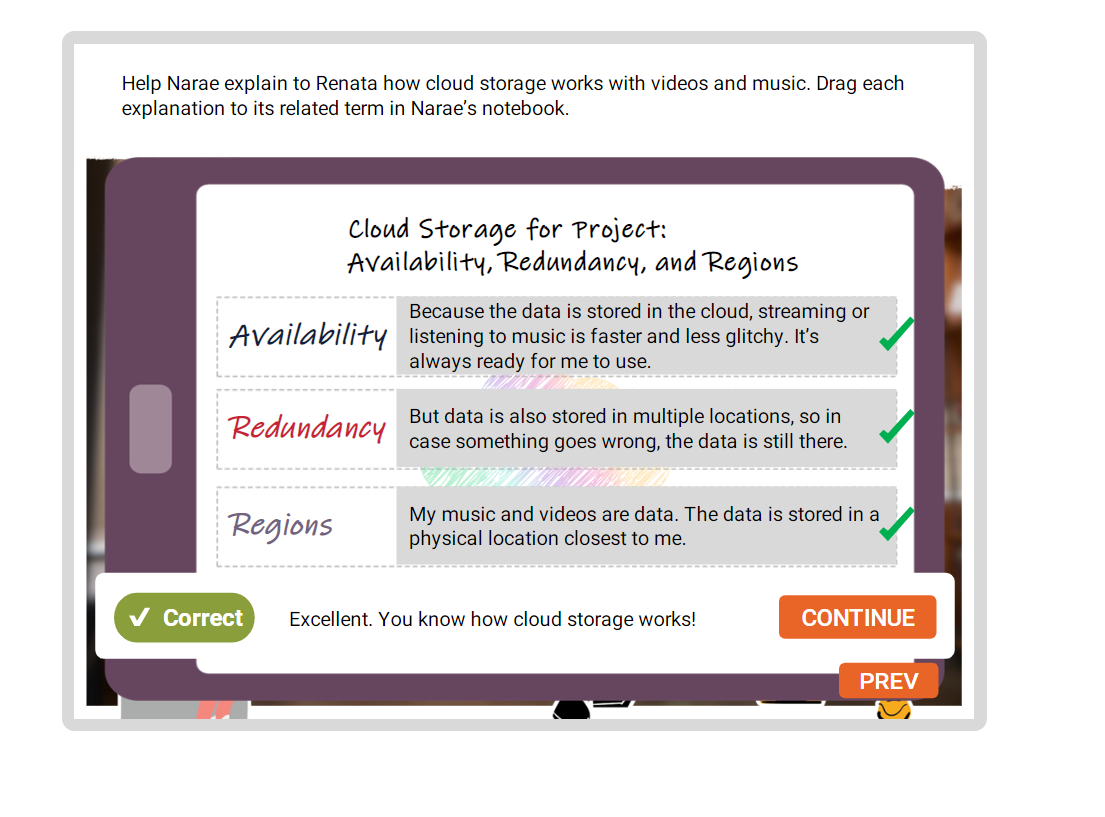 Help Narae explain to Renata how cloud storage works with videos and music. Drag each
explanation to its related term in Narae’s notebook.
Cloud Storage for Project:
Availability, Redundancy, and Regions
Availability
Because the data is stored in the cloud, streaming or
listening to music is faster and less glitchy. It’s
always ready for me to use.
Redundancy
But data is also stored in multiple locations, so in
case something goes wrong, the data is still there.
Regions
My music and videos are data. The data is stored in a
physical location closest to me.
Correct
Excellent. You know how cloud storage works!
CONTINUE
PREV